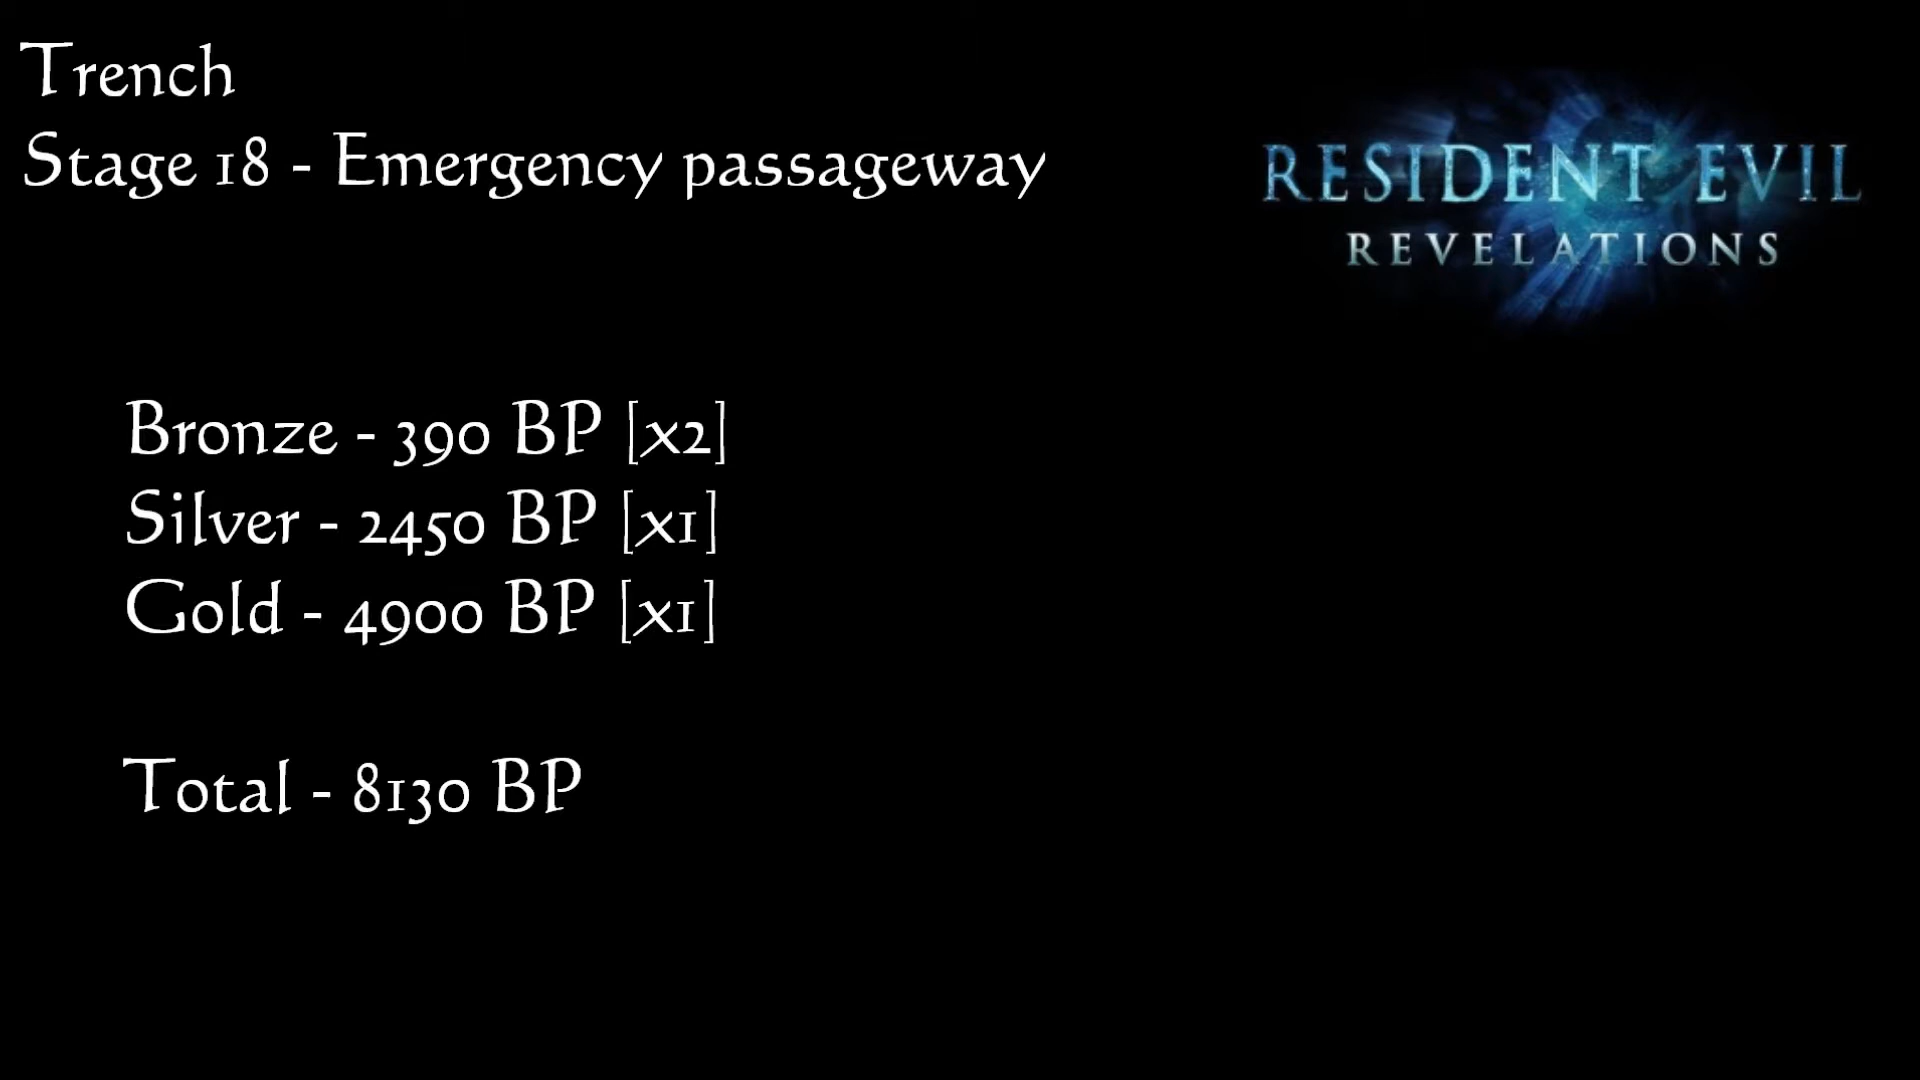 Trench
Stage 18 - Emergency passageway
RESIDENT EVIL
REVELATIONS
Bronze - 390 BP [x2]
Silver - 2450 BP [x1]
Gold - 4900 BP [x1]
Total - 8130 BP